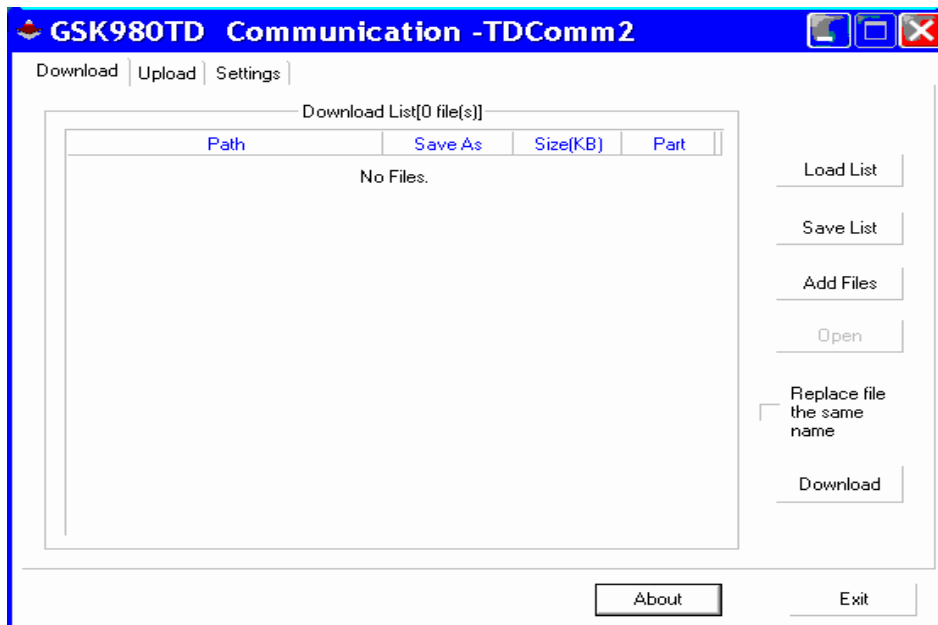 GSK980TD Communication -TDComm2
Download Upload Settings
Download List[0 file(s)]
Path Save As Size(KB) Part
No Files.
Load List
Save List
Add Files
Open
Replace file
the same
name
Download
About Exit